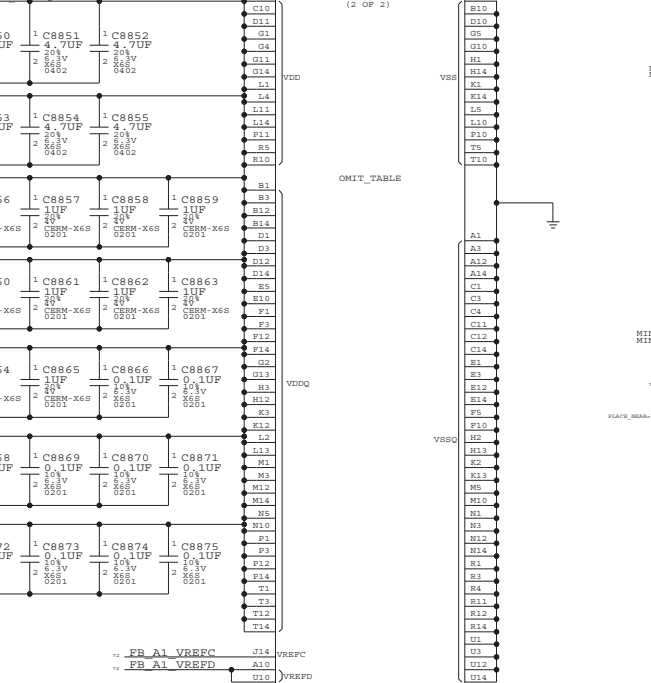 (2 OF 2)
C10
D11
G1
G4
G11
G14
L1
L4
L11
L14
P11
R5
R10
VDD
B10
D10
G5
G10
H1
H14
K1
K14
L5
L10
P10
T5
T10
VSS
OMIT_TABLE
C8851
4.7UF
20%
6.3V
X6S
0402
C8852
4.7UF
20%
6.3V
X6S
0402
C8854
4.7UF
20%
6.3V
X6S
0402
C8855
4.7UF
20%
6.3V
X6S
0402
C8857
1UF
20%
4V
CERM-X6S
0201
C8858
1UF
20%
4V
CERM-X6S
0201
C8859
1UF
20%
4V
CERM-X6S
0201
C8861
1UF
20%
4V
CERM-X6S
0201
C8862
1UF
20%
4V
CERM-X6S
0201
C8863
1UF
20%
4V
CERM-X6S
0201
C8865
1UF
20%
4V
CERM-X6S
0201
C8866
0.1UF
10%
6.3V
X6S
0201
C8867
0.1UF
10%
6.3V
X6S
0201
C8869
0.1UF
10%
6.3V
X6S
0201
C8870
0.1UF
10%
6.3V
X6S
0201
C8871
0.1UF
10%
6.3V
X6S
0201
C8873
0.1UF
10%
6.3V
X6S
0201
C8874
0.1UF
10%
6.3V
X6S
0201
C8875
0.1UF
10%
6.3V
X6S
0201
B1
B3
B12
B14
D1
D3
D12
D14
E5
E10
F1
F3
F12
F14
G2
G13
H3
H12
K3
K12
L2
L13
M1
M3
M12
M14
N5
N10
P1
P3
P12
P14
T1
T3
T12
T14
VDDQ
A1
A3
A12
A14
C1
C3
C4
C11
C12
C14
E1
E3
E12
E14
F5
F10
H2
H13
K2
K13
M5
M10
N1
N3
N12
N14
R1
R3
R4
R11
R12
R14
U1
U3
U12
U14
VSSQ
72 FB_A1_VREFC J14 VREFC
72 FB_A1_VREFD A10
U10 VREFD
PLACE_NEAR=